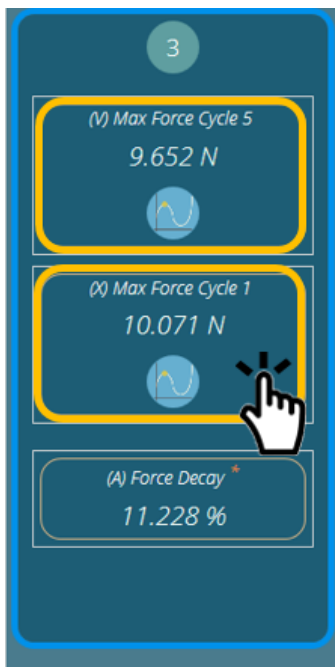 3
(V) Max Force Cycle 5
9.652 N
(X) Max Force Cycle 1
10.071 N
(A) Force Decay *
11.228 %